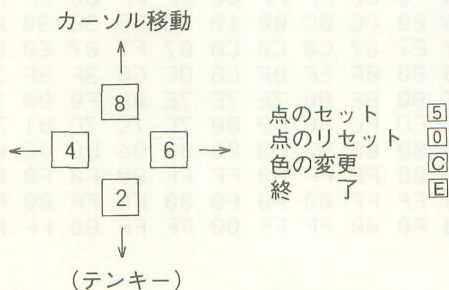 カーソル移動
8
4 6
2
(テンキー)
点のセット 5
点のリセット 0
色の変更 C
終 了 E